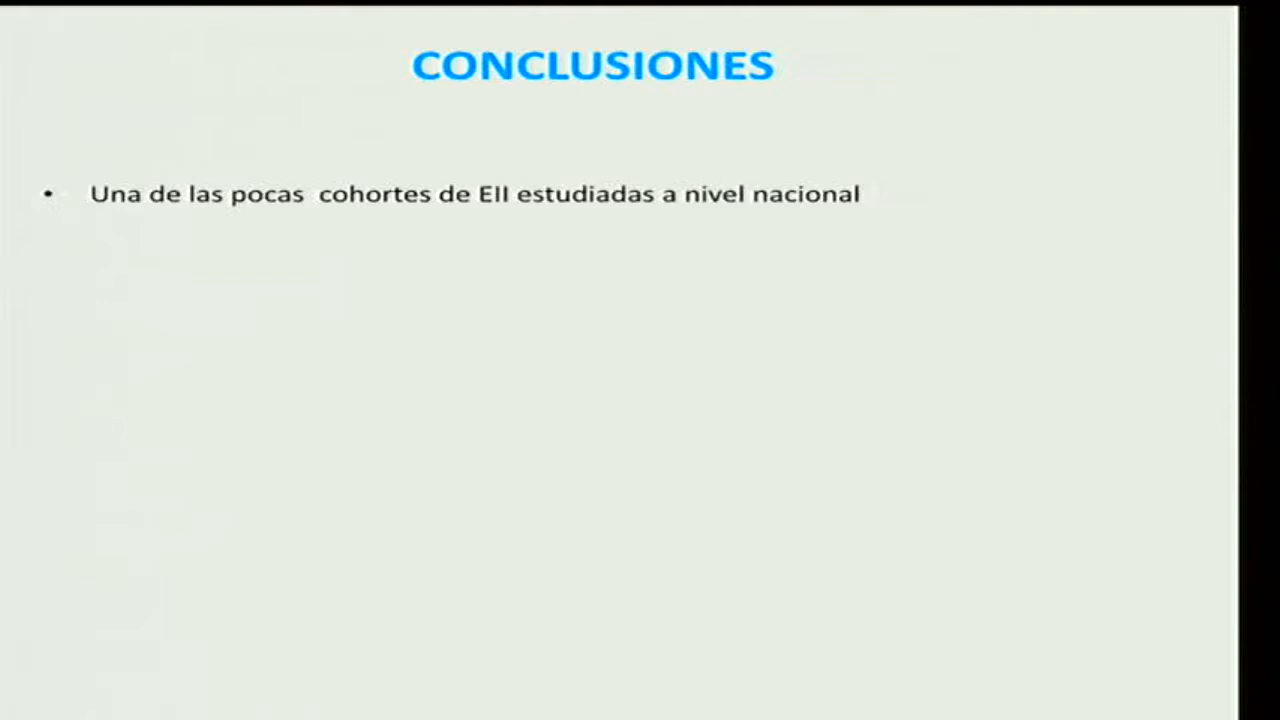 CONCLUSIONES
• Una de las pocas cohortes de EII estudiadas a nivel nacional